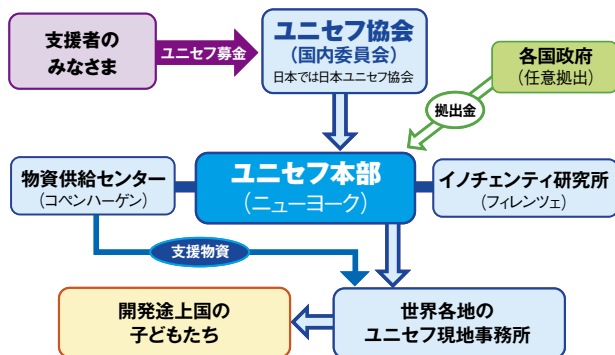 支援者の
みなさま
ユニセフ募金
ユニセフ協会
(国内委員会)
日本では日本ユニセフ協会
各国政府
(任意拠出)
拠出金
物資供給センター
(コペンハーゲン)
ユニセフ本部
(ニューヨーク)
イノチェンティ研究所
(フィレンツェ)
支援物資
開発途上国の
子どもたち
世界各地の
ユニセフ現地事務所